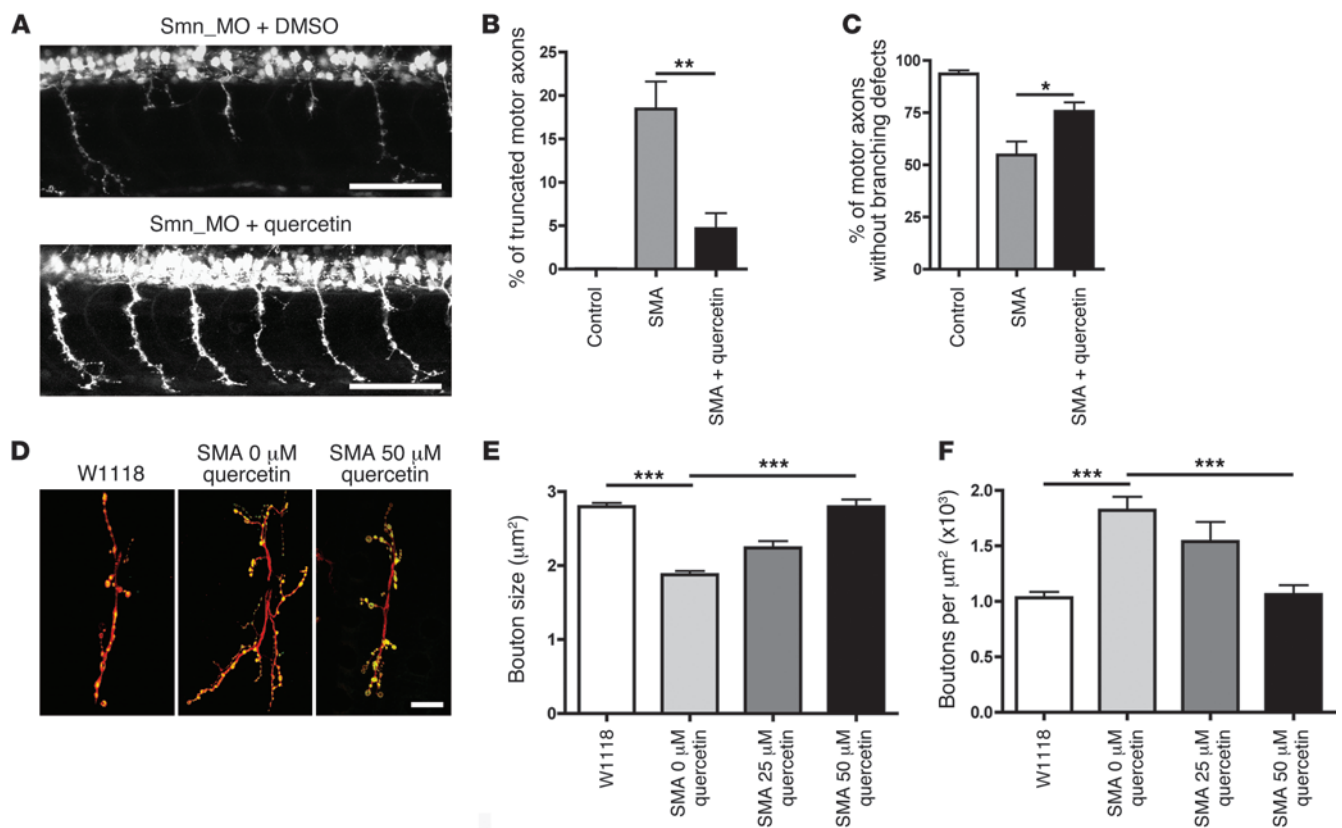 A
Smn_MO + DMSO
Smn_MO + quercetin
B
% of truncated motor axons
25
20
15
10
5
0
**
Control
SMA
SMA + quercetin
C
% of motor axons
without branching defects
100
75
50
25
0
*
Control
SMA
SMA + quercetin
D
W1118
SMA 0 μM
quercetin
SMA 50 μM
quercetin
E
Bouton size (μm²)
3
2
1
0
***
***
W1118
SMA 0 μM
quercetin
SMA 25 μM
quercetin
SMA 50 μM
quercetin
F
Boutons per μm² (x10³)
2.0
1.5
1.0
0.5
0.0
***
***
W1118
SMA 0 μM
quercetin
SMA 25 μM
quercetin
SMA 50 μM
quercetin